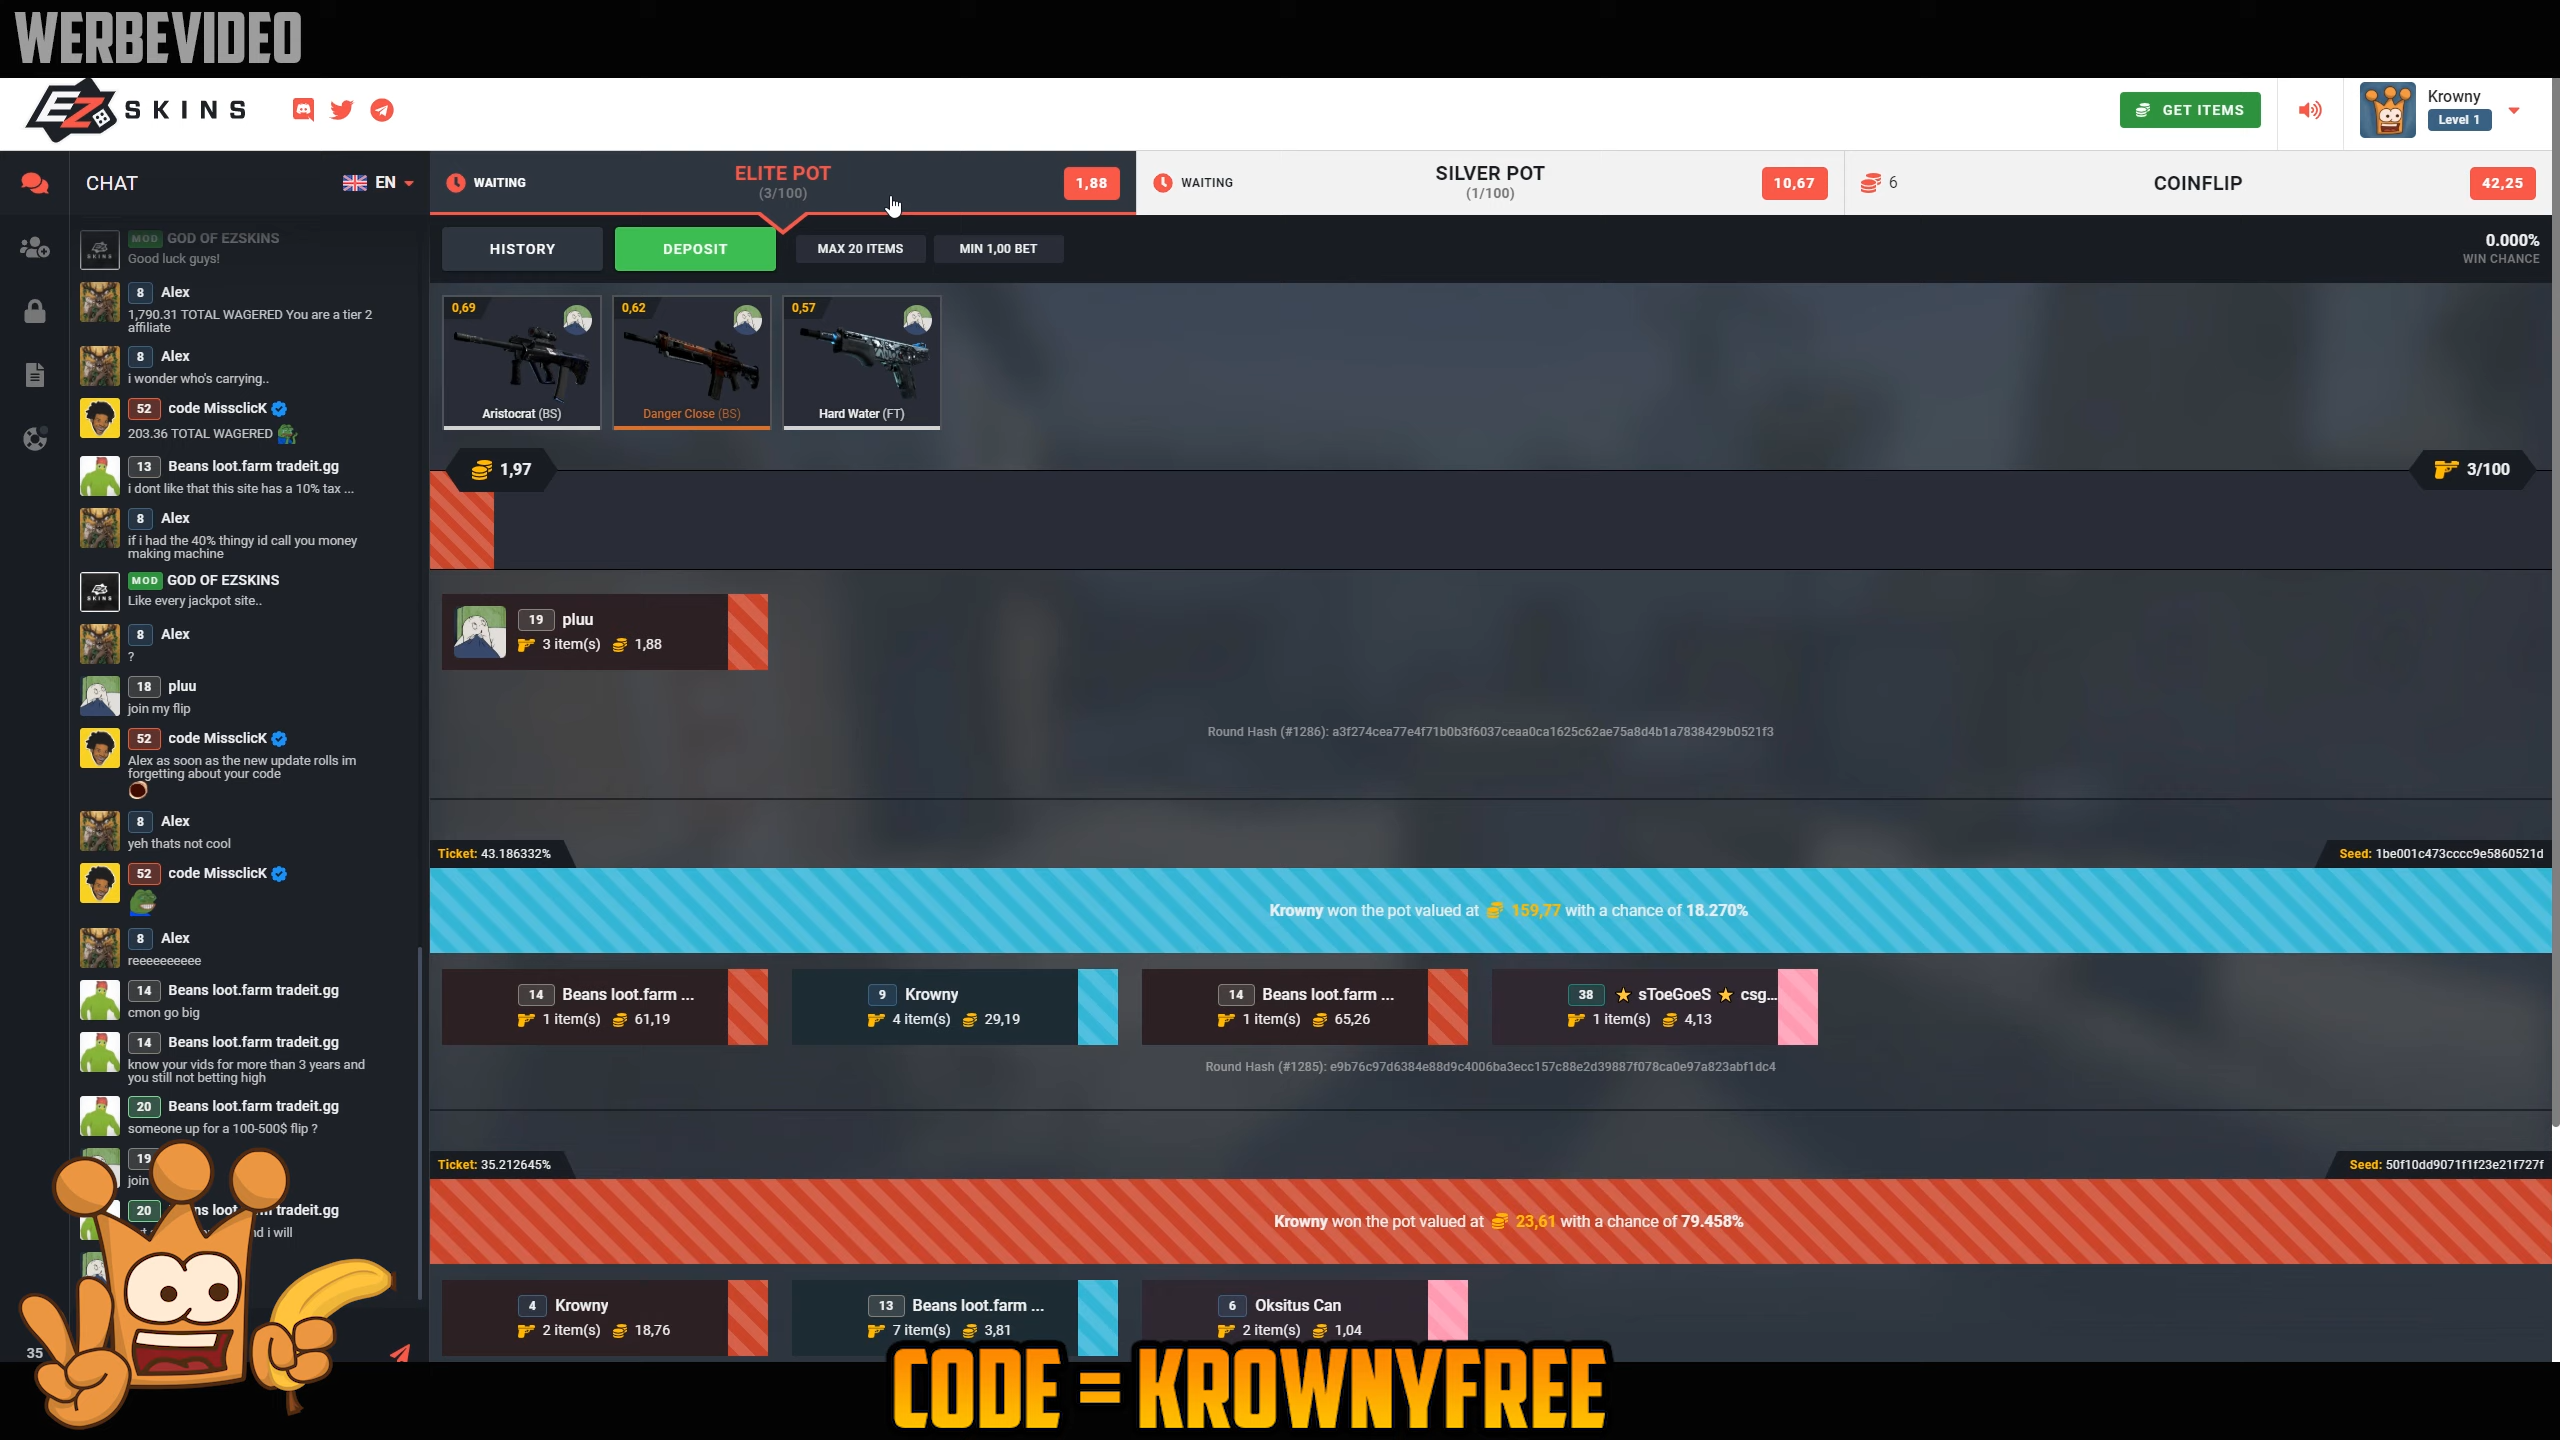 WERBEVIDEO
EZ SKINS
GET ITEMS
Krowny
Level 1
CHAT
EN
WAITING
ELITE POT
(3/100)
1,88
WAITING
SILVER POT
(1/100)
10,67
6
COINFLIP
42,25
HISTORY
DEPOSIT
MAX 20 ITEMS
MIN 1,00 BET
0.000%
WIN CHANCE
MOD GOD OF EZSKINS
Good luck guys!
8 Alex
1,790.31 TOTAL WAGERED You are a tier 2
affiliate
8 Alex
i wonder who's carrying..
52 code MissclicK
203.36 TOTAL WAGERED
13 Beans loot.farm tradeit.gg
i dont like that this site has a 10% tax ...
8 Alex
if i had the 40% thingy id call you money
making machine
MOD GOD OF EZSKINS
Like every jackpot site..
8 Alex
?
18 pluu
join my flip
52 code MissclicK
Alex as soon as the new update rolls im
forgetting about your code
8 Alex
yeh thats not cool
52 code MissclicK
8 Alex
reeeeeeeeee
14 Beans loot.farm tradeit.gg
cmon go big
14 Beans loot.farm tradeit.gg
know your vids for more than 3 years and
you still not betting high
20 Beans loot.farm tradeit.gg
someone up for a 100-500$ flip ?
19
join
20 tradeit.gg
i will
35
0,69
Aristocrat (BS)
0,62
Danger Close (BS)
0,57
Hard Water (FT)
1,97
3/100
19 pluu
3 item(s) 1,88
Round Hash (#1286): a3f274cea77e4f71b0b3f6037ceaa0ca1625c62ae75a8d4b1a7838429b0521f3
Ticket: 43.186332%
Seed: 1be001c473cccc9e5860521d
Krowny won the pot valued at 159,77 with a chance of 18.270%
14 Beans loot.farm ...
1 item(s) 61,19
9 Krowny
4 item(s) 29,19
14 Beans loot.farm ...
1 item(s) 65,26
38 ★ sToeGoeS ★ csg...
1 item(s) 4,13
Round Hash (#1285): e9b76c97d6384e88d9c4006ba3ecc157c88e2d39887f078ca0e97a823abf1dc4
Ticket: 35.212645%
Seed: 50f10dd9071f1f23e21f727f
Krowny won the pot valued at 23,61 with a chance of 79.458%
4 Krowny
2 item(s) 18,76
13 Beans loot.farm ...
7 item(s) 3,81
6 Oksitus Can
2 item(s) 1,04
CODE = KROWNYFREE